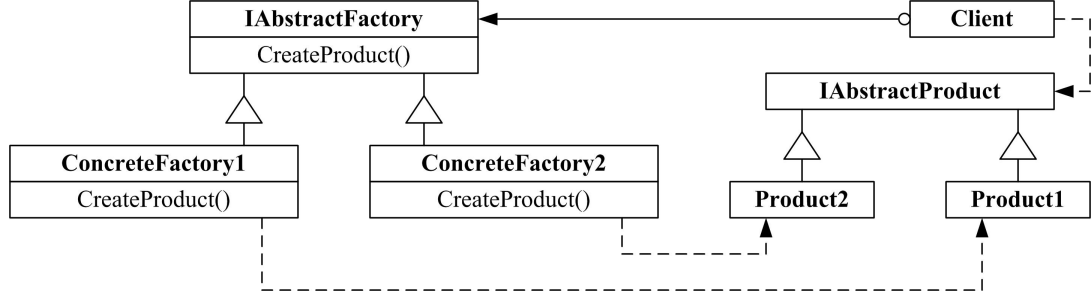 IAbstractFactory
CreateProduct()
Client
IAbstractProduct
ConcreteFactory1
CreateProduct()
ConcreteFactory2
CreateProduct()
Product2
Product1